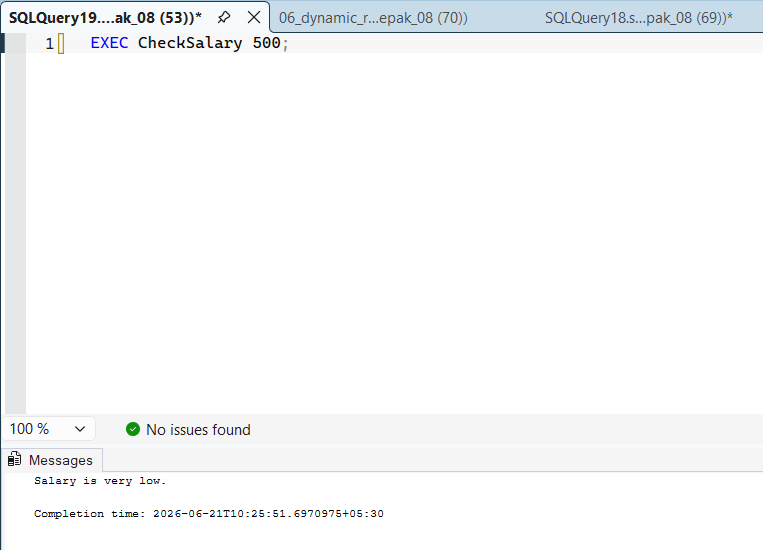 SQLQuery19....ak_08 (53))* 06_dynamic_r...epak_08 (70)) SQLQuery18.s...pak_08 (69))*
1 EXEC CheckSalary 500;
100 % No issues found
Messages
Salary is very low.
Completion time: 2026-06-21T10:25:51.6970975+05:30